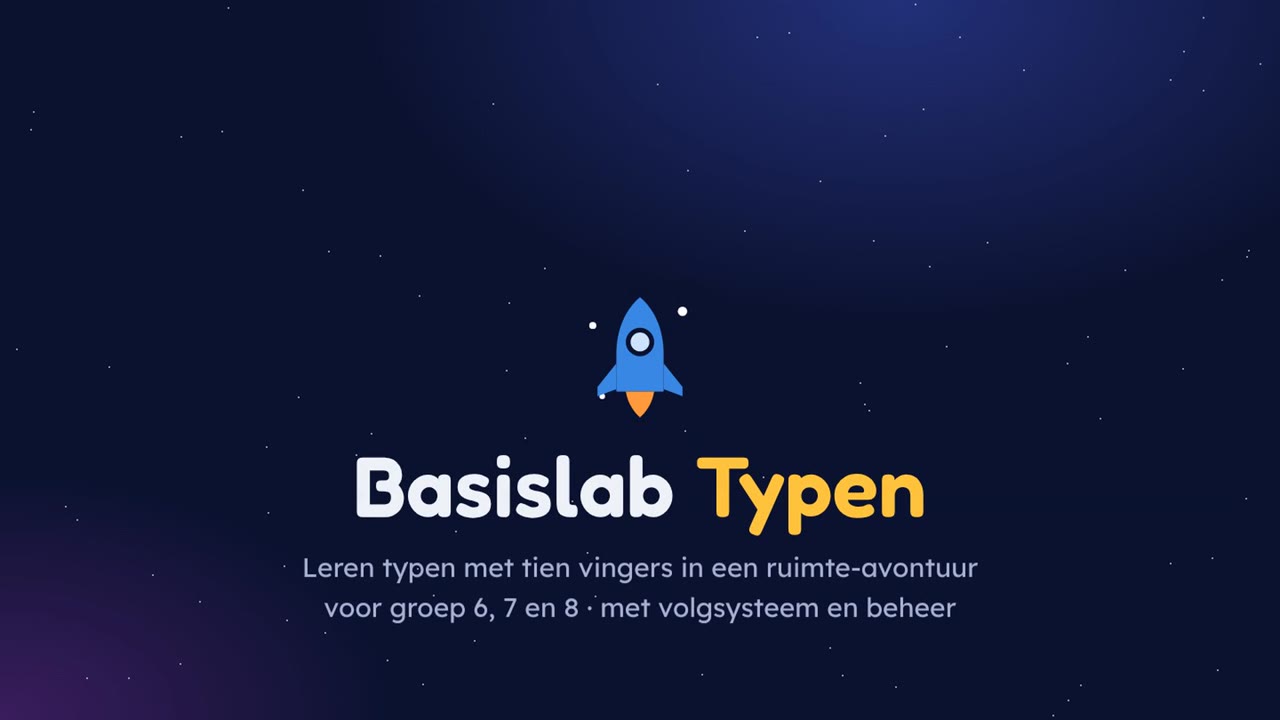 Basislab Typen
Leren typen met tien vingers in een ruimte-avontuur
voor groep 6, 7 en 8 · met volgsysteem en beheer